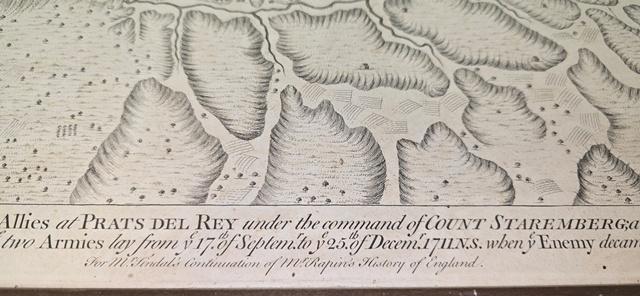 Allies at PRATS DEL REY under the command of COUNT STAREMBERG;a
two Armies lay from yᵉ 17.ᵗʰ of Septem.ʳ to yᵉ 25.ᵗʰ of Decem.ʳ 1711.N.S. when yᵉ Enemy decam
For M.ʳ Tindal's Continuation of M.ʳ Rapin's History of England.